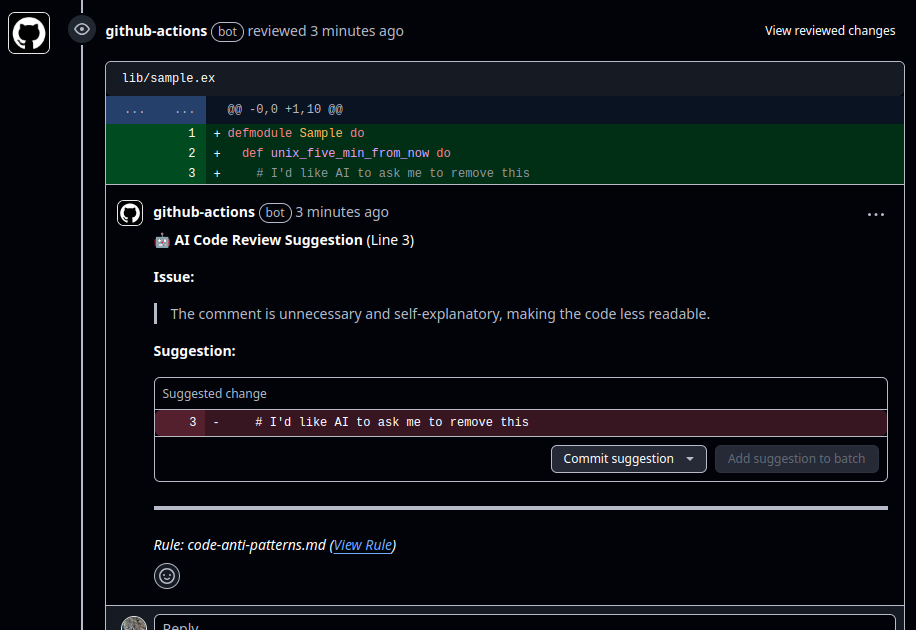 github-actions bot reviewed 3 minutes ago View reviewed changes
lib/sample.ex
... ... @@ -0,0 +1,10 @@
1 + defmodule Sample do
2 + def unix_five_min_from_now do
3 + # I'd like AI to ask me to remove this
github-actions bot 3 minutes ago ...
🤖 AI Code Review Suggestion (Line 3)
Issue:
The comment is unnecessary and self-explanatory, making the code less readable.
Suggestion:
Suggested change
3 - # I'd like AI to ask me to remove this
Commit suggestion Add suggestion to batch
Rule: code-anti-patterns.md (View Rule)
Reply